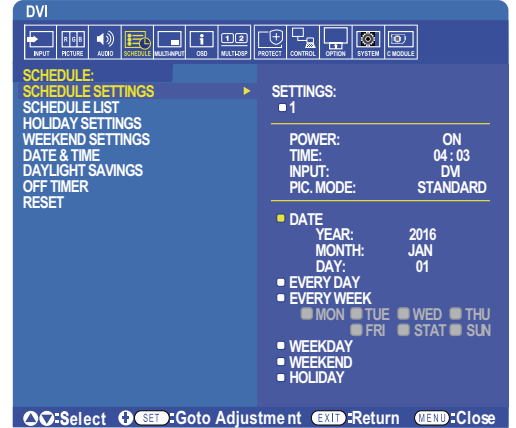 DVI
INPUT PICTURE AUDIO SCHEDULE MULTI-INPUT OSD MULTI-DSP PROTECT CONTROL OPTION SYSTEM C MODULE
SCHEDULE:
SCHEDULE SETTINGS
SCHEDULE LIST
HOLIDAY SETTINGS
WEEKEND SETTINGS
DATE & TIME
DAYLIGHT SAVINGS
OFF TIMER
RESET
SETTINGS:
1
POWER: ON
TIME: 04 : 03
INPUT: DVI
PIC. MODE: STANDARD
DATE
YEAR: 2016
MONTH: JAN
DAY: 01
EVERY DAY
EVERY WEEK
MON TUE WED THU
FRI STAT SUN
WEEKDAY
WEEKEND
HOLIDAY
:Select SET:Goto Adjustment EXIT:Return MENU:Close